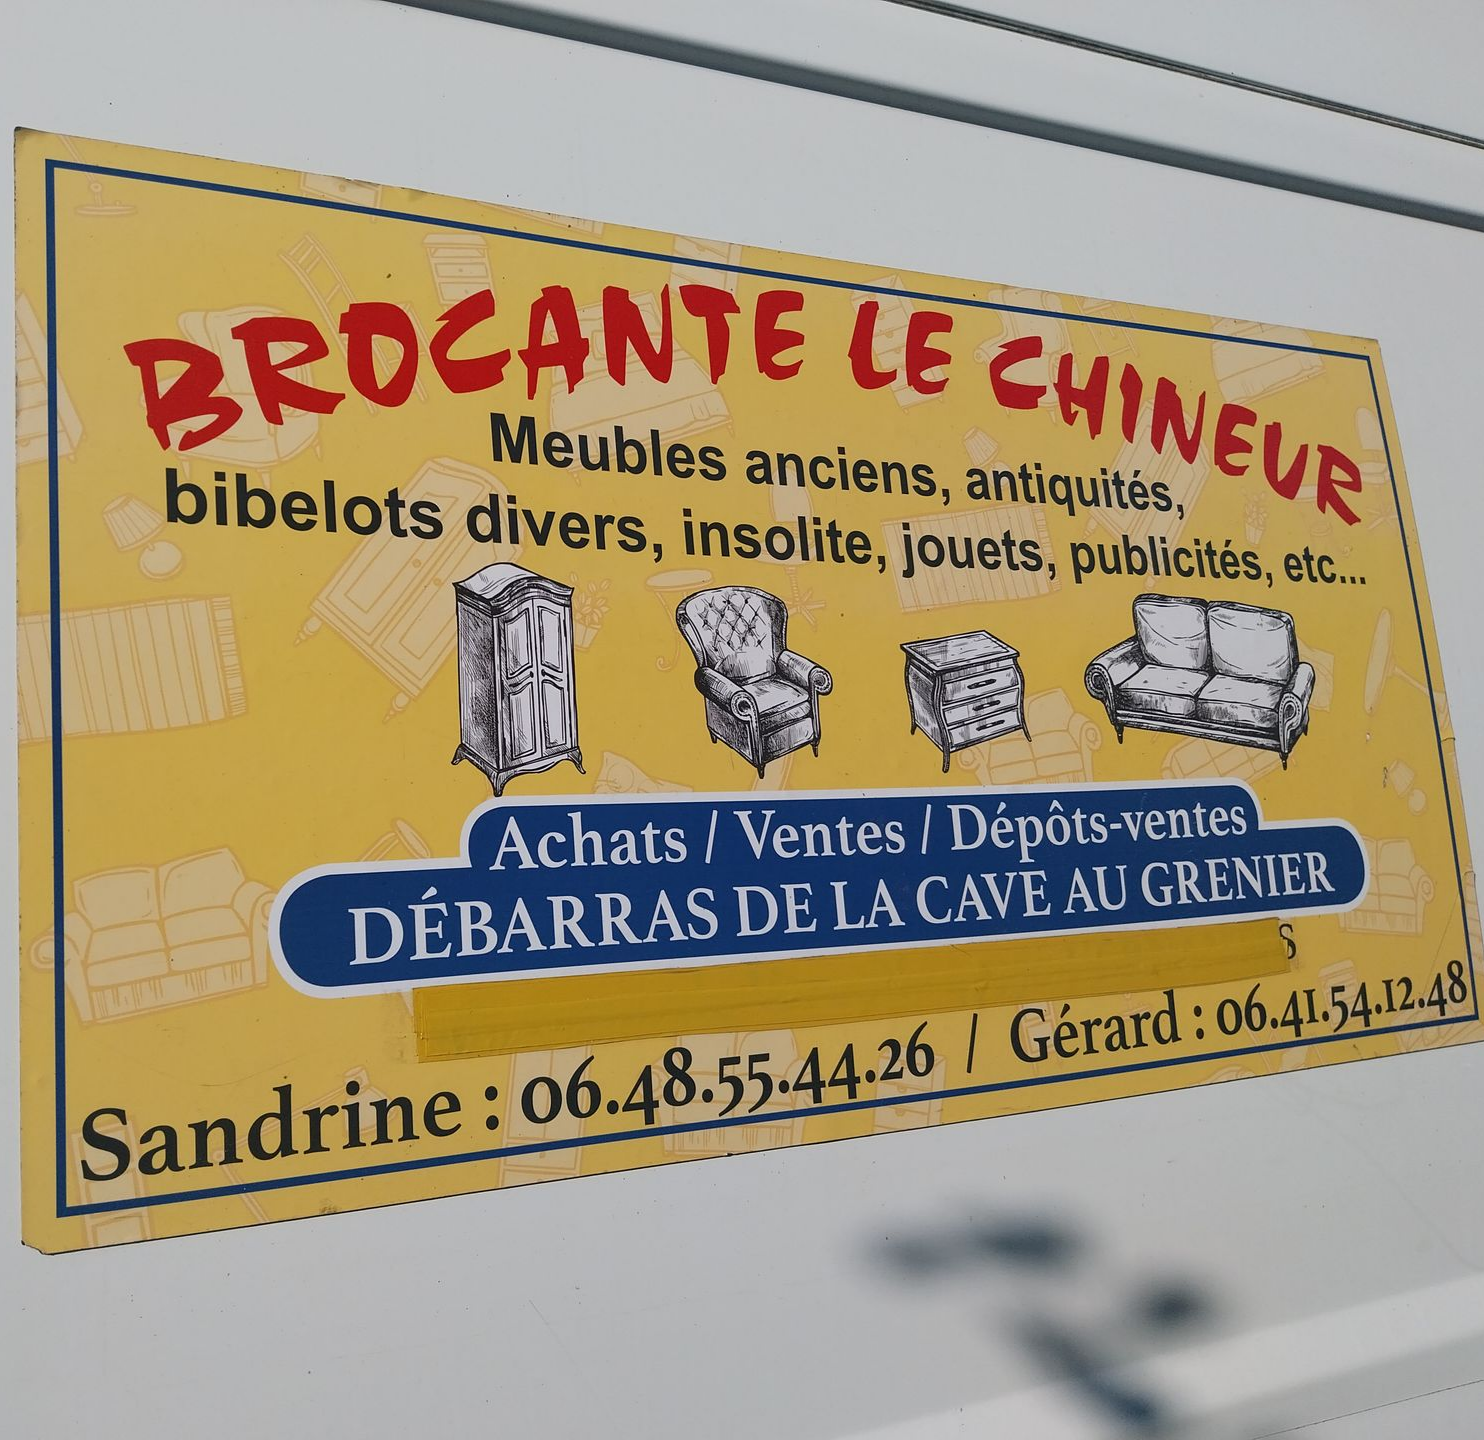 BROCANTE LE CHINEUR
Meubles anciens, antiquités,
bibelots divers, insolite, jouets, publicités, etc...
Achats / Ventes / Dépôts-ventes
DÉBARRAS DE LA CAVE AU GRENIER
Sandrine : 06.48.55.44.26 / Gérard : 06.41.54.12.48